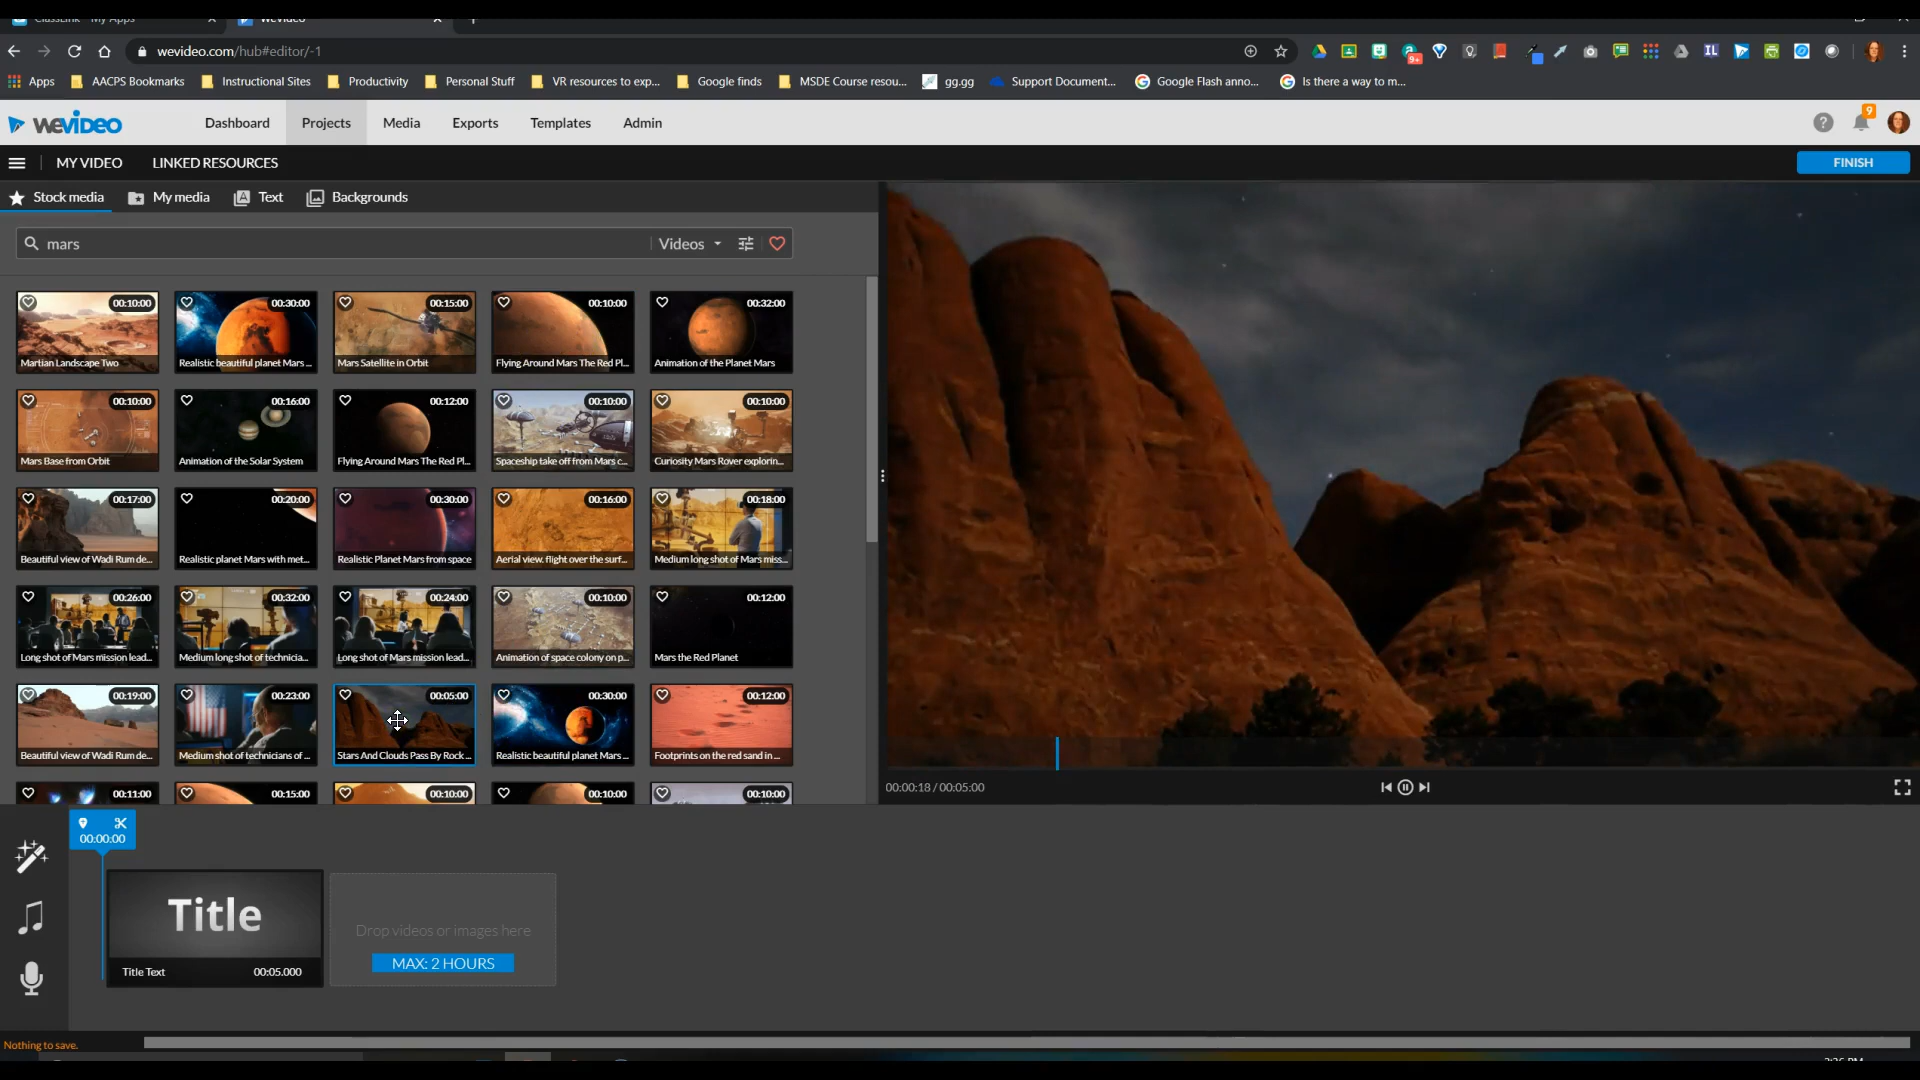 ClassLink - My Apps
WeVideo
wevideo.com/hub#editor/-1
9+
IL
Apps
AACPS Bookmarks
Instructional Sites
Productivity
Personal Stuff
VR resources to exp...
Google finds
MSDE Course resou...
gg.gg
Support Document...
Google Flash anno...
Is there a way to m...
WEVIDEO
Dashboard
Projects
Media
Exports
Templates
Admin
9
MY VIDEO
LINKED RESOURCES
FINISH
Stock media
My media
Text
Backgrounds
mars
Videos
00:10:00
00:30:00
00:15:00
00:10:00
00:32:00
Martian Landscape Two
Realistic beautiful planet Mars ...
Mars Satellite in Orbit
Flying Around Mars The Red Pl...
Animation of the Planet Mars
00:10:00
00:16:00
00:12:00
00:10:00
00:10:00
Mars Base from Orbit
Animation of the Solar System
Flying Around Mars The Red Pl...
Spaceship take off from Mars c...
Curiosity Mars Rover explorin...
00:17:00
00:20:00
00:30:00
00:16:00
00:18:00
Beautiful view of Wadi Rum de...
Realistic planet Mars with met...
Realistic Planet Mars from space
Aerial view. flight over the surf...
Medium long shot of Mars miss...
00:26:00
00:32:00
00:24:00
00:10:00
00:12:00
Long shot of Mars mission lead...
Medium long shot of technicia...
Long shot of Mars mission lead...
Animation of space colony on p...
Mars the Red Planet
00:19:00
00:23:00
00:05:00
00:30:00
00:12:00
Beautiful view of Wadi Rum de...
Medium shot of technicians of ...
Stars And Clouds Pass By Rock ...
Realistic beautiful planet Mars ...
Footprints on the red sand in ...
00:11:00
00:15:00
00:10:00
00:10:00
00:10:00
00:00:18 / 00:05:00
00:00:00
Title
Title Text
00:05.000
Drop videos or images here
MAX: 2 HOURS
Nothing to save.